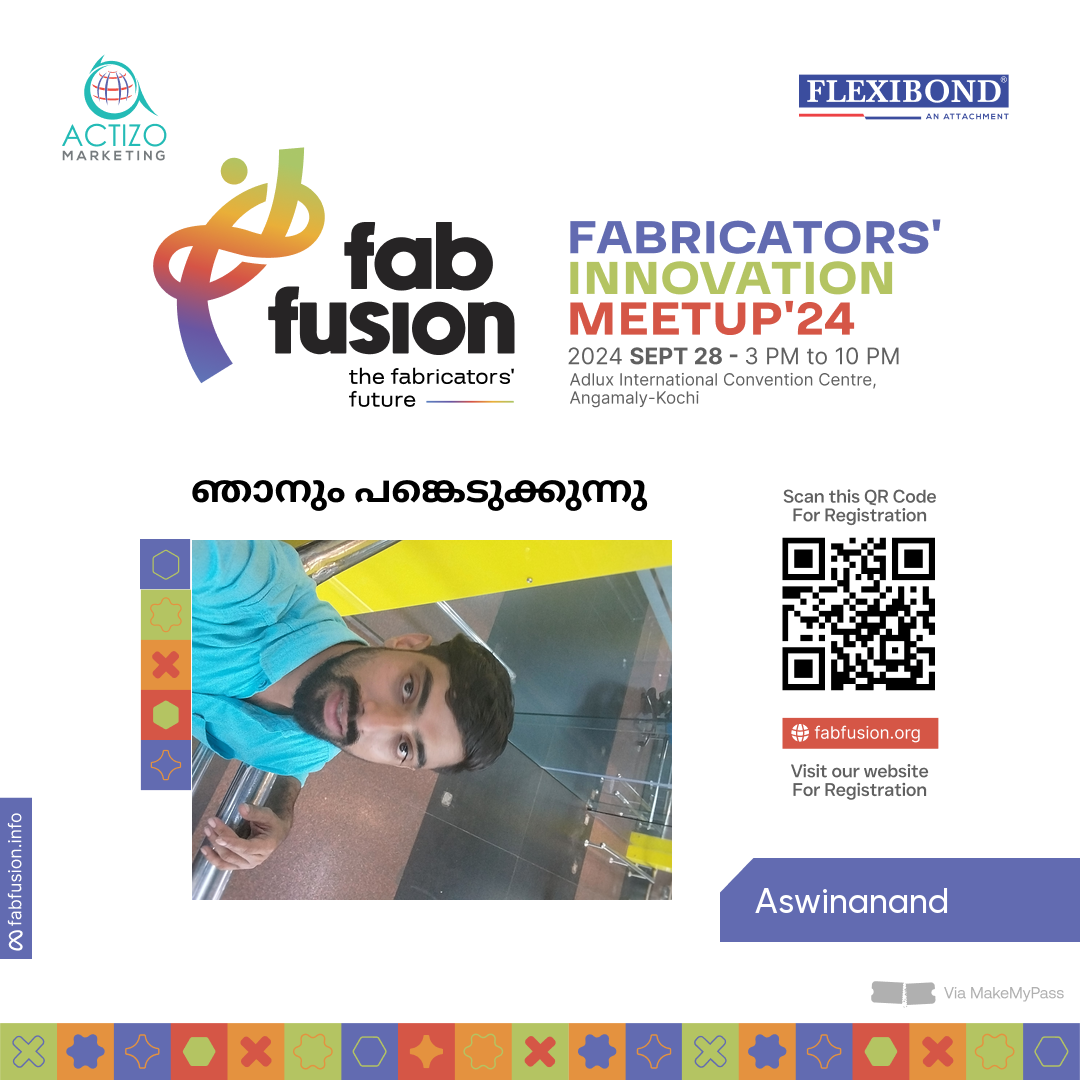 ACTIZO
MARKETING
FLEXIBOND®
AN ATTACHMENT
fab
fusion
the fabricators'
future
FABRICATORS'
INNOVATION
MEETUP'24
2024 SEPT 28 - 3 PM to 10 PM
Adlux International Convention Centre,
Angamaly-Kochi
ഞാനും പങ്കെടുക്കുന്നു
Scan this QR Code
For Registration
fabfusion.org
Visit our website
For Registration
fabfusion.info
Aswinanand
Via MakeMyPass